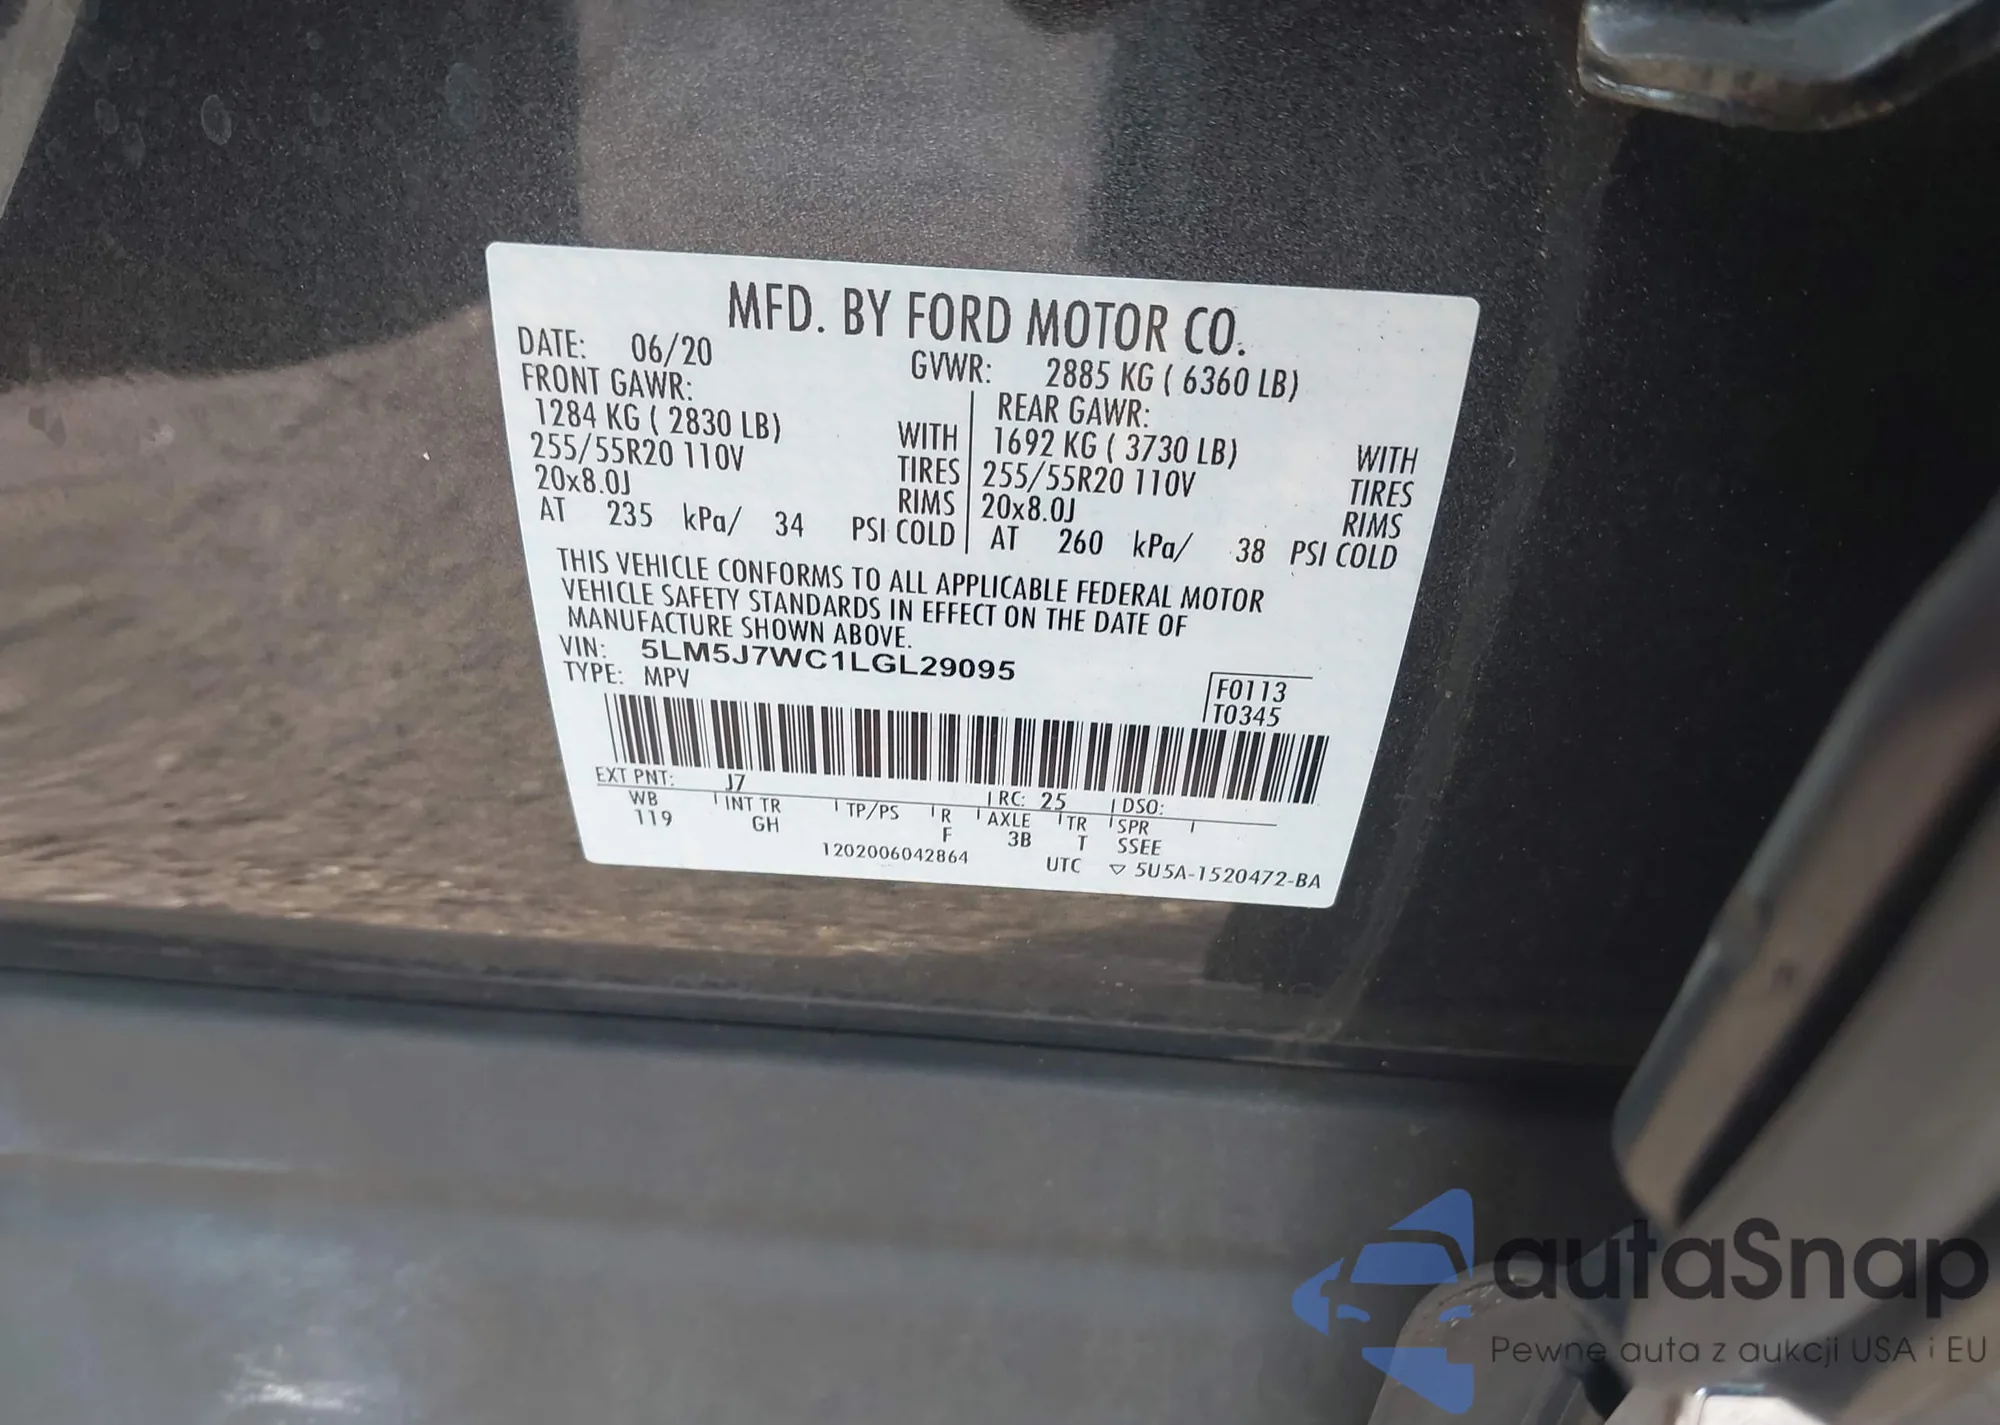 MFD. BY FORD MOTOR CO.
DATE: 06/20 GVWR: 2885 KG ( 6360 LB)
FRONT GAWR: REAR GAWR:
1284 KG ( 2830 LB) WITH 1692 KG ( 3730 LB) WITH
255/55R20 110V TIRES 255/55R20 110V TIRES
20x8.0J RIMS 20x8.0J RIMS
AT 235 kPa/ 34 PSI COLD AT 260 kPa/ 38 PSI COLD
THIS VEHICLE CONFORMS TO ALL APPLICABLE FEDERAL MOTOR
VEHICLE SAFETY STANDARDS IN EFFECT ON THE DATE OF
MANUFACTURE SHOWN ABOVE.
VIN: 5LM5J7WC1LGL29095
TYPE: MPV
F0113
T0345
EXT PNT: J7 RC: 25 DSO:
WB INT TR TP/PS R AXLE TR SPR
119 GH F 3B T SSEE
1202006042864 UTC ▽ 5U5A-1520472-BA
autaSnap
Pewne auta z aukcji USA i EU